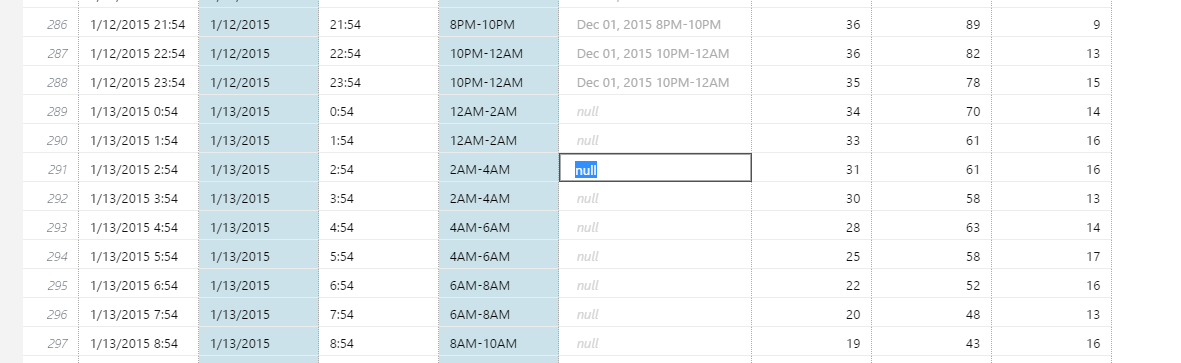 286 1/12/2015 21:54 1/12/2015 21:54 8PM-10PM Dec 01, 2015 8PM-10PM 36 89 9
287 1/12/2015 22:54 1/12/2015 22:54 10PM-12AM Dec 01, 2015 10PM-12AM 36 82 13
288 1/12/2015 23:54 1/12/2015 23:54 10PM-12AM Dec 01, 2015 10PM-12AM 35 78 15
289 1/13/2015 0:54 1/13/2015 0:54 12AM-2AM null 34 70 14
290 1/13/2015 1:54 1/13/2015 1:54 12AM-2AM null 33 61 16
291 1/13/2015 2:54 1/13/2015 2:54 2AM-4AM null 31 61 16
292 1/13/2015 3:54 1/13/2015 3:54 2AM-4AM null 30 58 13
293 1/13/2015 4:54 1/13/2015 4:54 4AM-6AM null 28 63 14
294 1/13/2015 5:54 1/13/2015 5:54 4AM-6AM null 25 58 17
295 1/13/2015 6:54 1/13/2015 6:54 6AM-8AM null 22 52 16
296 1/13/2015 7:54 1/13/2015 7:54 6AM-8AM null 20 48 13
297 1/13/2015 8:54 1/13/2015 8:54 8AM-10AM null 19 43 16